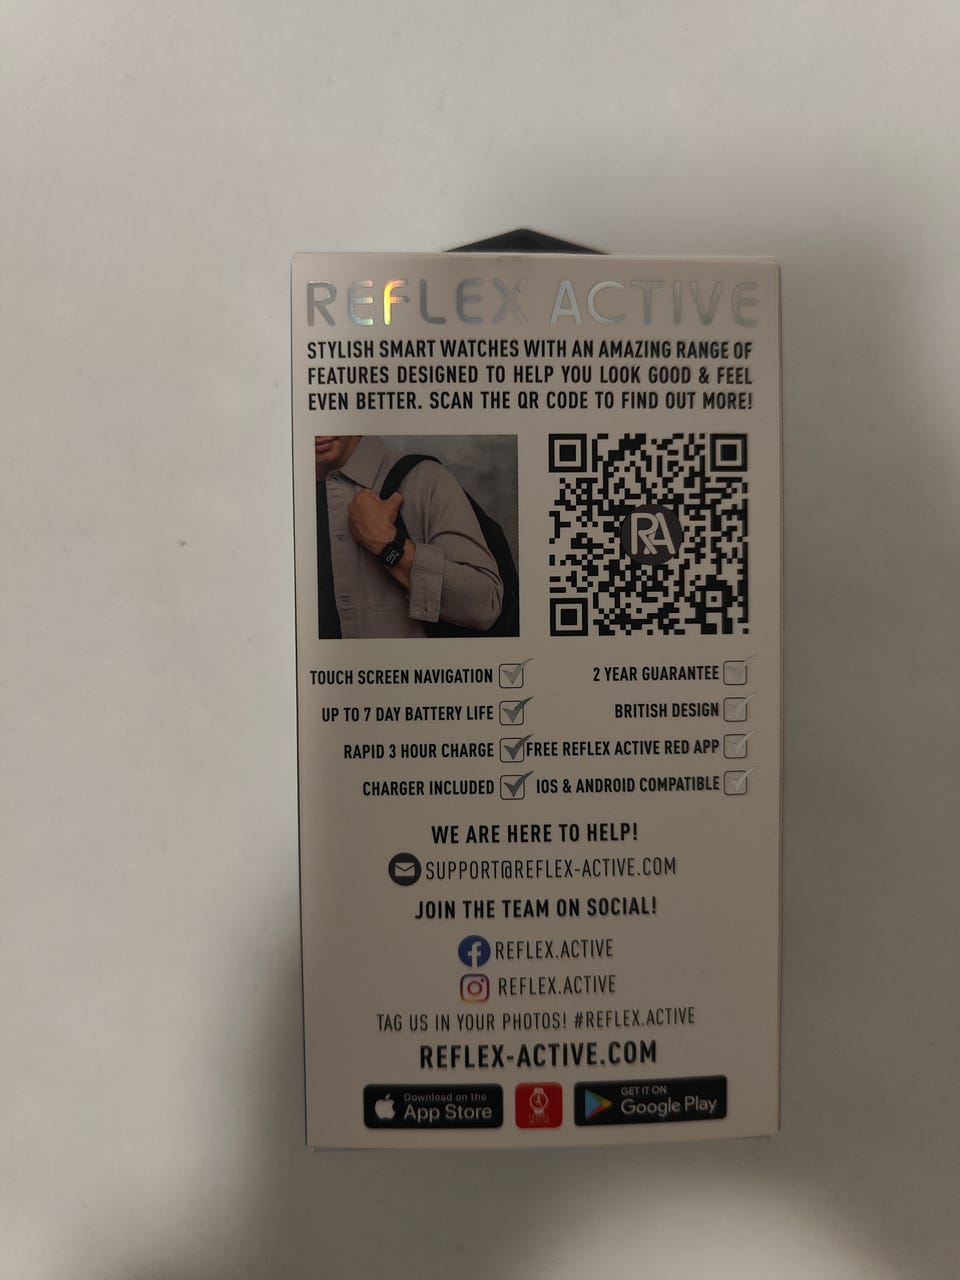 REFLEX ACTIVE
STYLISH SMART WATCHES WITH AN AMAZING RANGE OF
FEATURES DESIGNED TO HELP YOU LOOK GOOD & FEEL
EVEN BETTER. SCAN THE QR CODE TO FIND OUT MORE!
RA
TOUCH SCREEN NAVIGATION
UP TO 7 DAY BATTERY LIFE
RAPID 3 HOUR CHARGE
CHARGER INCLUDED
2 YEAR GUARANTEE
BRITISH DESIGN
FREE REFLEX ACTIVE RED APP
IOS & ANDROID COMPATIBLE
WE ARE HERE TO HELP!
SUPPORT@REFLEX-ACTIVE.COM
JOIN THE TEAM ON SOCIAL!
REFLEX.ACTIVE
REFLEX.ACTIVE
TAG US IN YOUR PHOTOS! #REFLEX.ACTIVE
REFLEX-ACTIVE.COM
Download on the
App Store
GET IT ON
Google Play